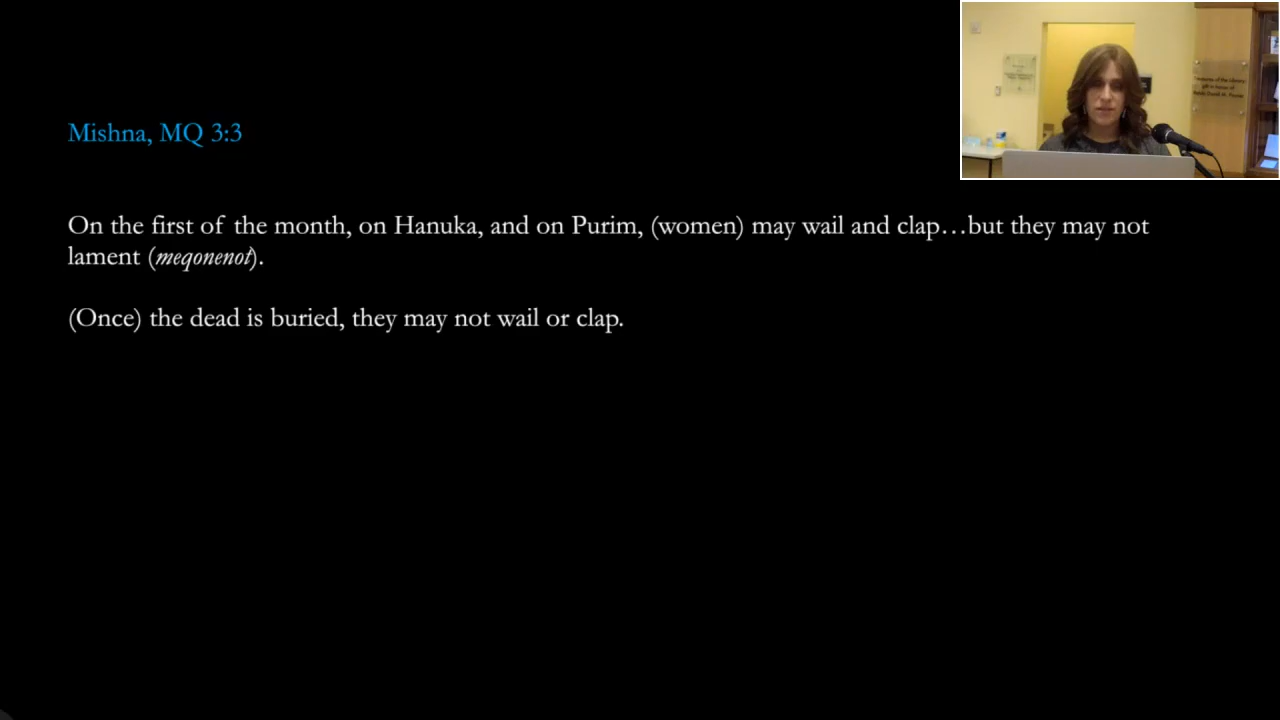 Mishna, MQ 3:3
On the first of the month, on Hanuka, and on Purim, (women) may wail and clap…but they may not
lament (meqonenot).
(Once) the dead is buried, they may not wail or clap.